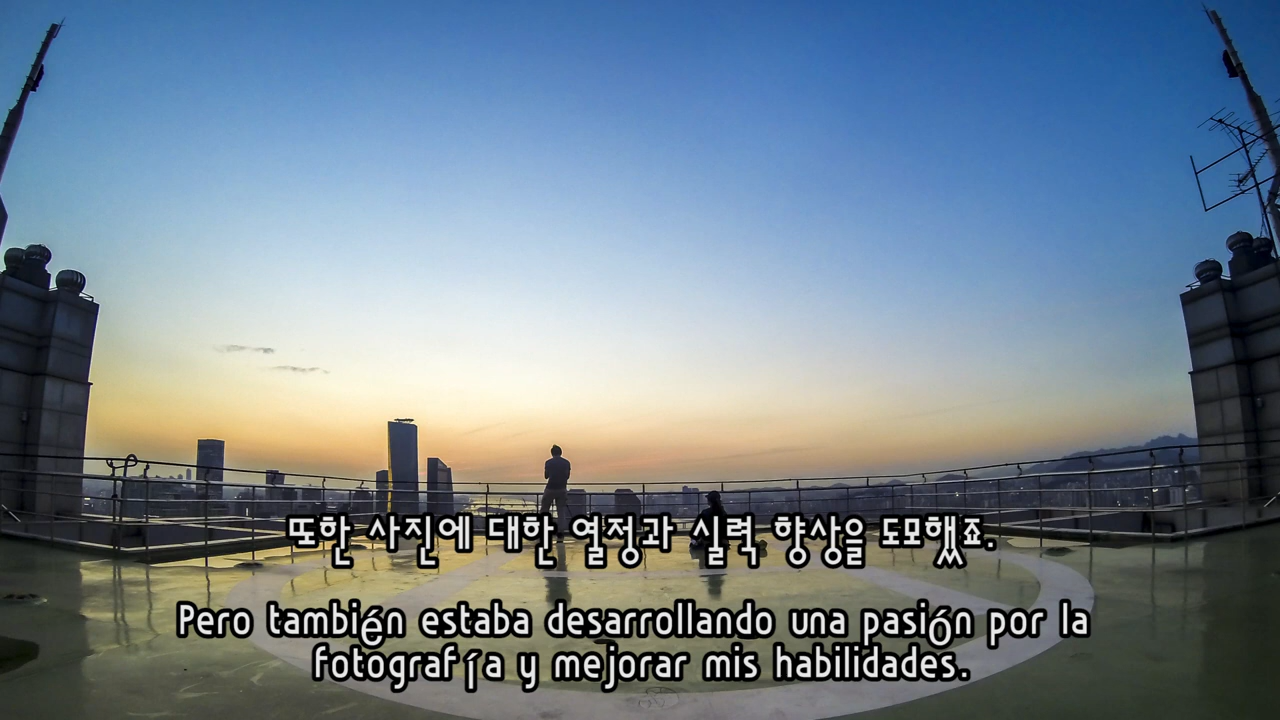 또한 사진에 대한 열정과 실력 향상을 도모했죠.
Pero también estaba desarrollando una pasión por la
fotografía y mejorar mis habilidades.